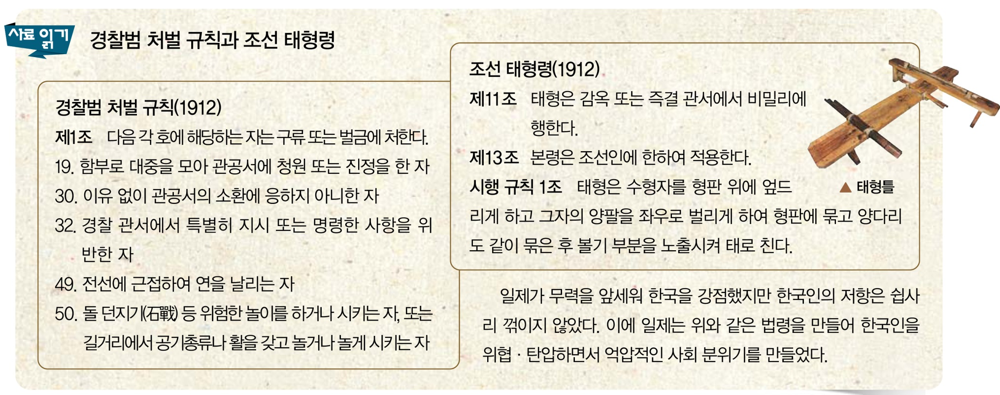 사료 읽기
경찰범 처벌 규칙과 조선 태형령
경찰범 처벌 규칙(1912)
제1조 다음 각 호에 해당하는 자는 구류 또는 벌금에 처한다.
19. 함부로 대중을 모아 관공서에 청원 또는 진정을 한 자
30. 이유 없이 관공서의 소환에 응하지 아니한 자
32. 경찰 관서에서 특별히 지시 또는 명령한 사항을 위
반한 자
49. 전선에 근접하여 연을 날리는 자
50. 돌 던지기(石戰) 등 위험한 놀이를 하거나 시키는 자, 또는
길거리에서 공기총류나 활을 갖고 놀거나 놀게 시키는 자
조선 태형령(1912)
제11조 태형은 감옥 또는 즉결 관서에서 비밀리에
행한다.
제13조 본령은 조선인에 한하여 적용한다.
시행 규칙 1조 태형은 수형자를 형판 위에 엎드
리게 하고 그자의 양팔을 좌우로 벌리게 하여 형판에 묶고 양다리
도 같이 묶은 후 볼기 부분을 노출시켜 태로 친다.
▲ 태형틀
일제가 무력을 앞세워 한국을 강점했지만 한국인의 저항은 쉽사
리 꺾이지 않았다. 이에 일제는 위와 같은 법령을 만들어 한국인을
위협·탄압하면서 억압적인 사회 분위기를 만들었다.